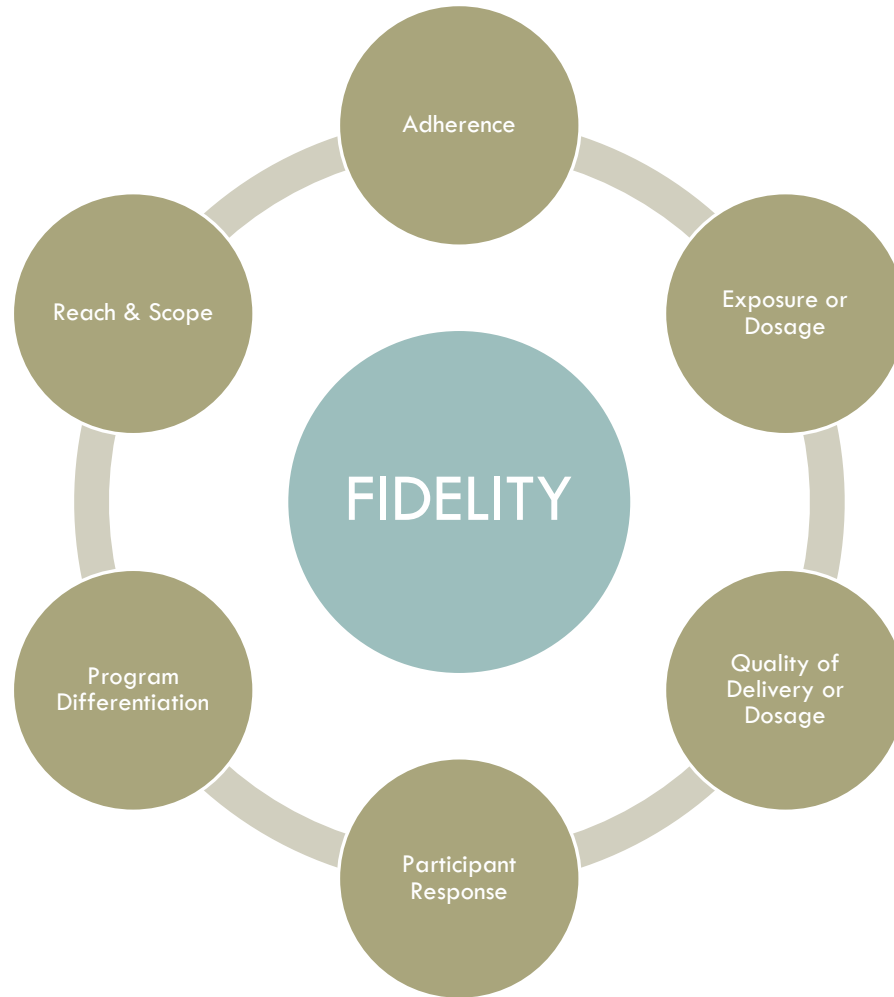 Adherence
Exposure or
Dosage
Quality of
Delivery or
Dosage
Participant
Response
Program
Differentiation
Reach & Scope
FIDELITY